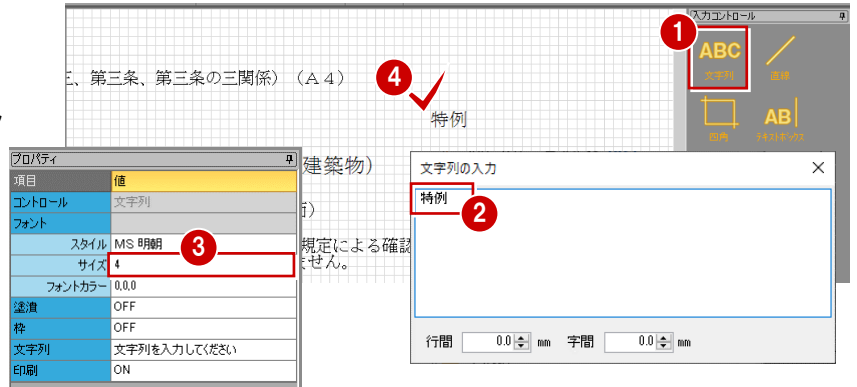 入力コントロール
1
ABC
文字列
直線
四角
AB
テキストボックス
三、第三条、第三条の三関係）（Ａ４）
4
特例
建築物）
規定による確認
せん。
プロパティ
項目 値
コントロール 文字列
フォント
スタイル MS 明朝
サイズ 4
フォントカラー 0,0,0
塗潰 OFF
枠 OFF
文字列 文字列を入力してください
印刷 ON
3
文字列の入力
特例
2
行間 0.0 mm 字間 0.0 mm